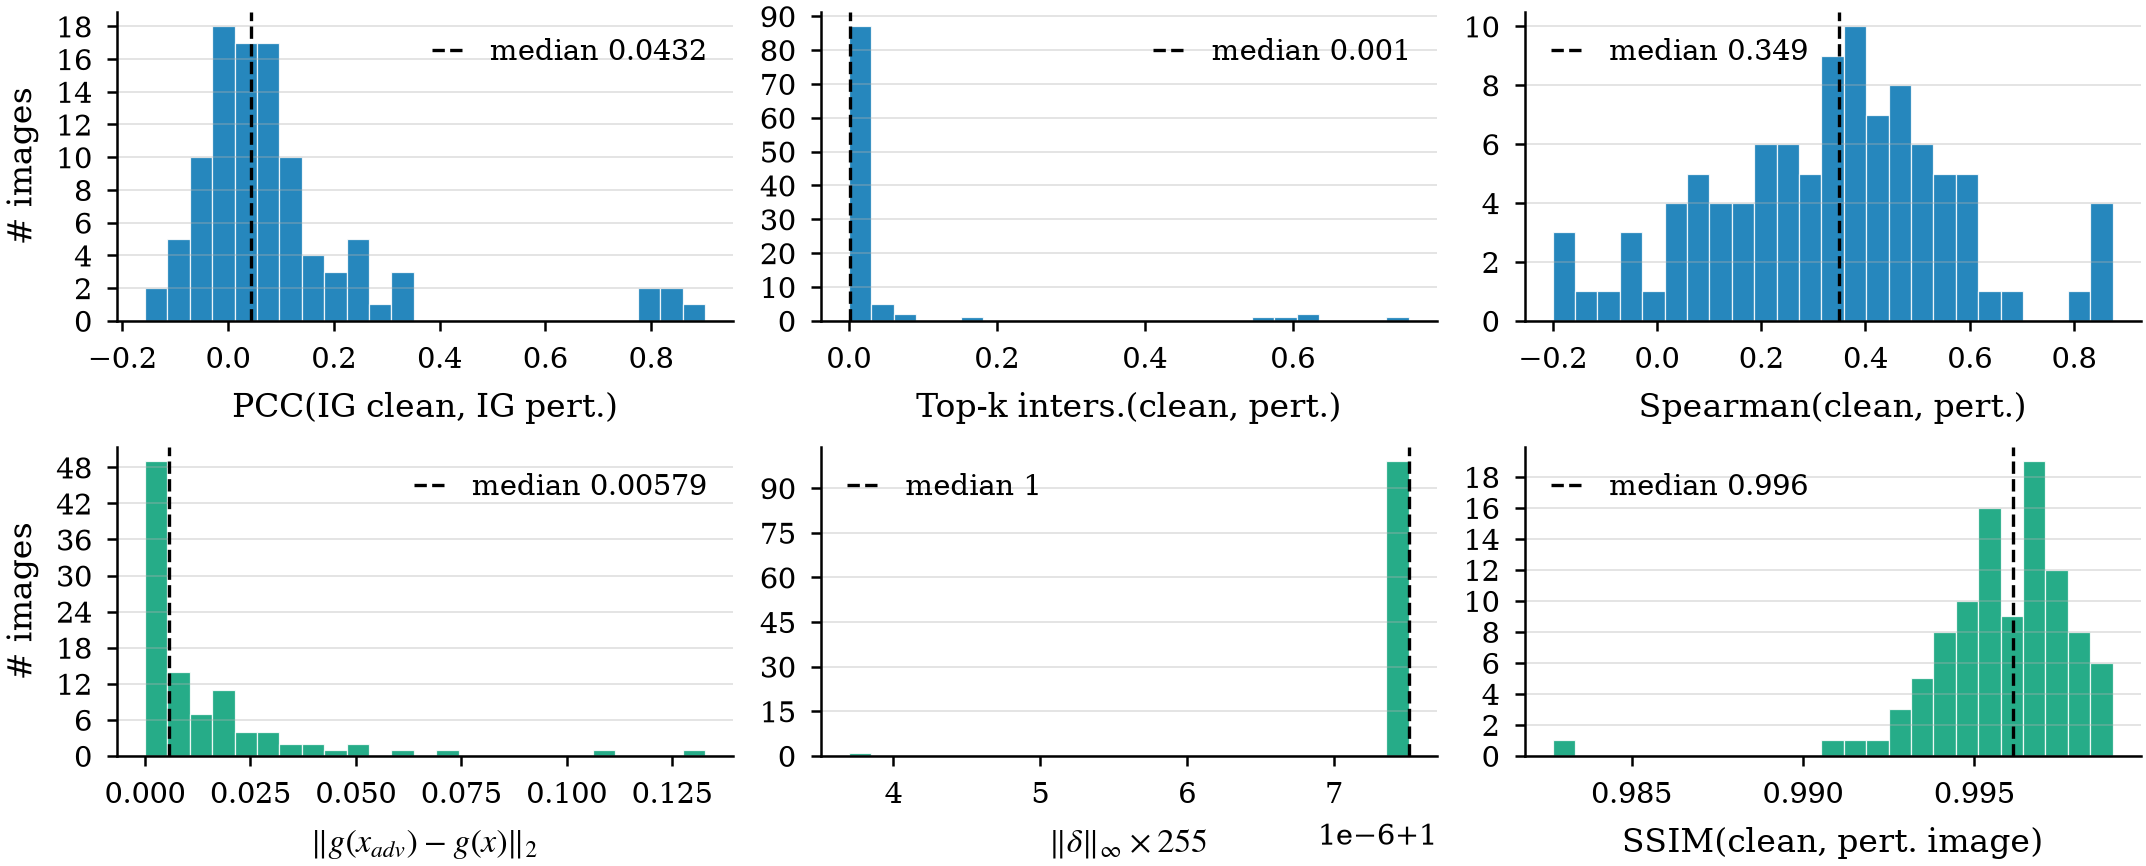 18
16
14
12
10
8
6
4
2
0
# images
median 0.0432
−0.2 0.0 0.2 0.4 0.6 0.8
PCC(IG clean, IG pert.)
90
80
70
60
50
40
30
20
10
0
median 0.001
0.0 0.2 0.4 0.6
Top-k inters.(clean, pert.)
10
8
6
4
2
0
median 0.349
−0.2 0.0 0.2 0.4 0.6 0.8
Spearman(clean, pert.)
48
42
36
30
24
18
12
6
0
# images
median 0.00579
0.000 0.025 0.050 0.075 0.100 0.125
‖g(x_adv) − g(x)‖₂
90
75
60
45
30
15
0
median 1
4 5 6 7
1e−6+1
‖δ‖∞ × 255
18
16
14
12
10
8
6
4
2
0
median 0.996
0.985 0.990 0.995
SSIM(clean, pert. image)